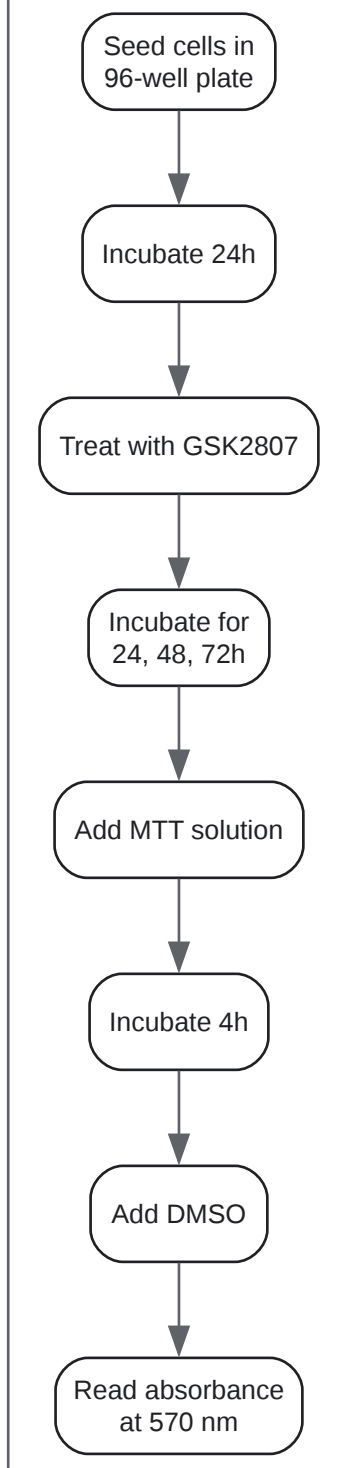 Seed cells in
96-well plate
Incubate 24h
Treat with GSK2807
Incubate for
24, 48, 72h
Add MTT solution
Incubate 4h
Add DMSO
Read absorbance
at 570 nm